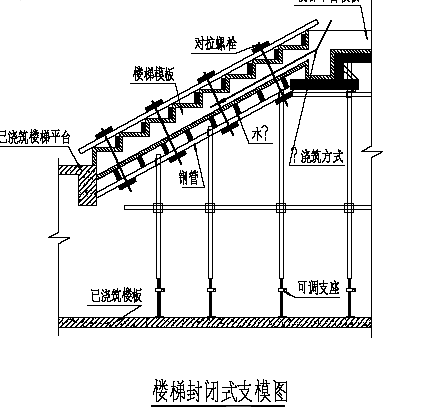 对拉螺栓
楼梯模板
已浇筑楼梯平台
木?
? 浇筑方式
钢管
可调支座
已浇筑楼板
楼梯封闭式支模图